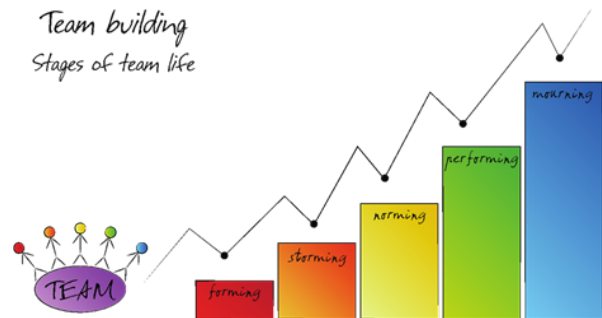 Team building
Stages of team life
mourning
performing
norming
storming
forming
TEAM